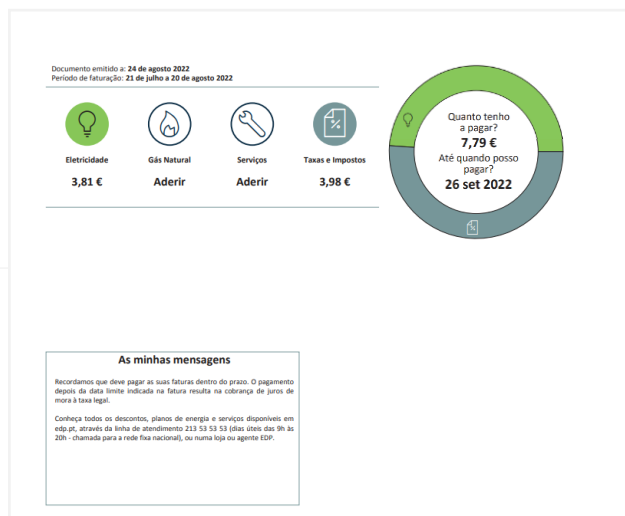 Documento emitido a: 24 de agosto 2022
Período de faturação: 21 de julho a 20 de agosto 2022
Eletricidade
Gás Natural
Serviços
Taxas e Impostos
3,81 €
Aderir
Aderir
3,98 €
Quanto tenho
a pagar?
7,79 €
Até quando posso
pagar?
26 set 2022
As minhas mensagens
Recordamos que deve pagar as suas faturas dentro do prazo. O pagamento
depois da data limite indicada na fatura resulta na cobrança de juros de
mora à taxa legal.
Conheça todos os descontos, planos de energia e serviços disponíveis em
edp.pt, através da linha de atendimento 213 53 53 53 (dias úteis das 9h às
20h - chamada para a rede fixa nacional), ou numa loja ou agente EDP.